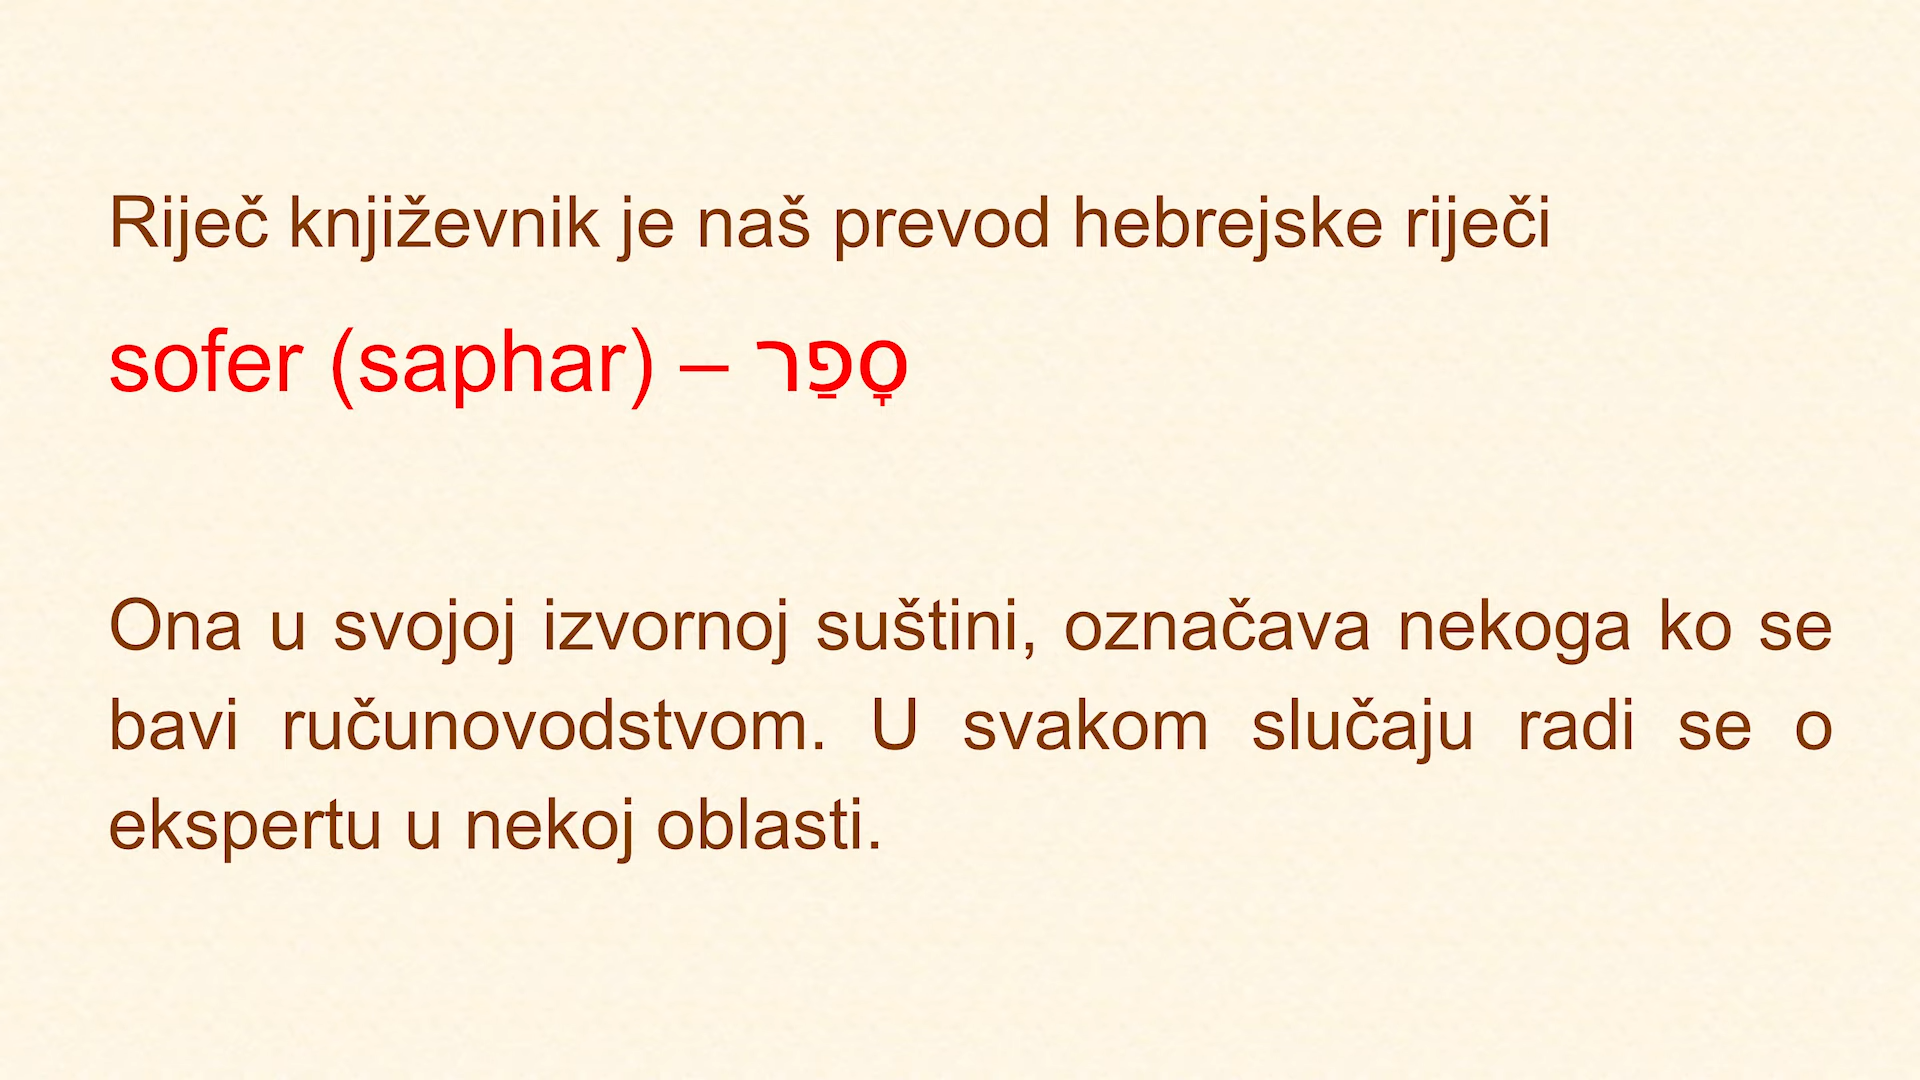 Riječ književnik je naš prevod hebrejske riječi
sofer (saphar) – סָפַר
Ona u svojoj izvornoj suštini, označava nekoga ko se
bavi ručunovodstvom. U svakom slučaju radi se o
ekspertu u nekoj oblasti.